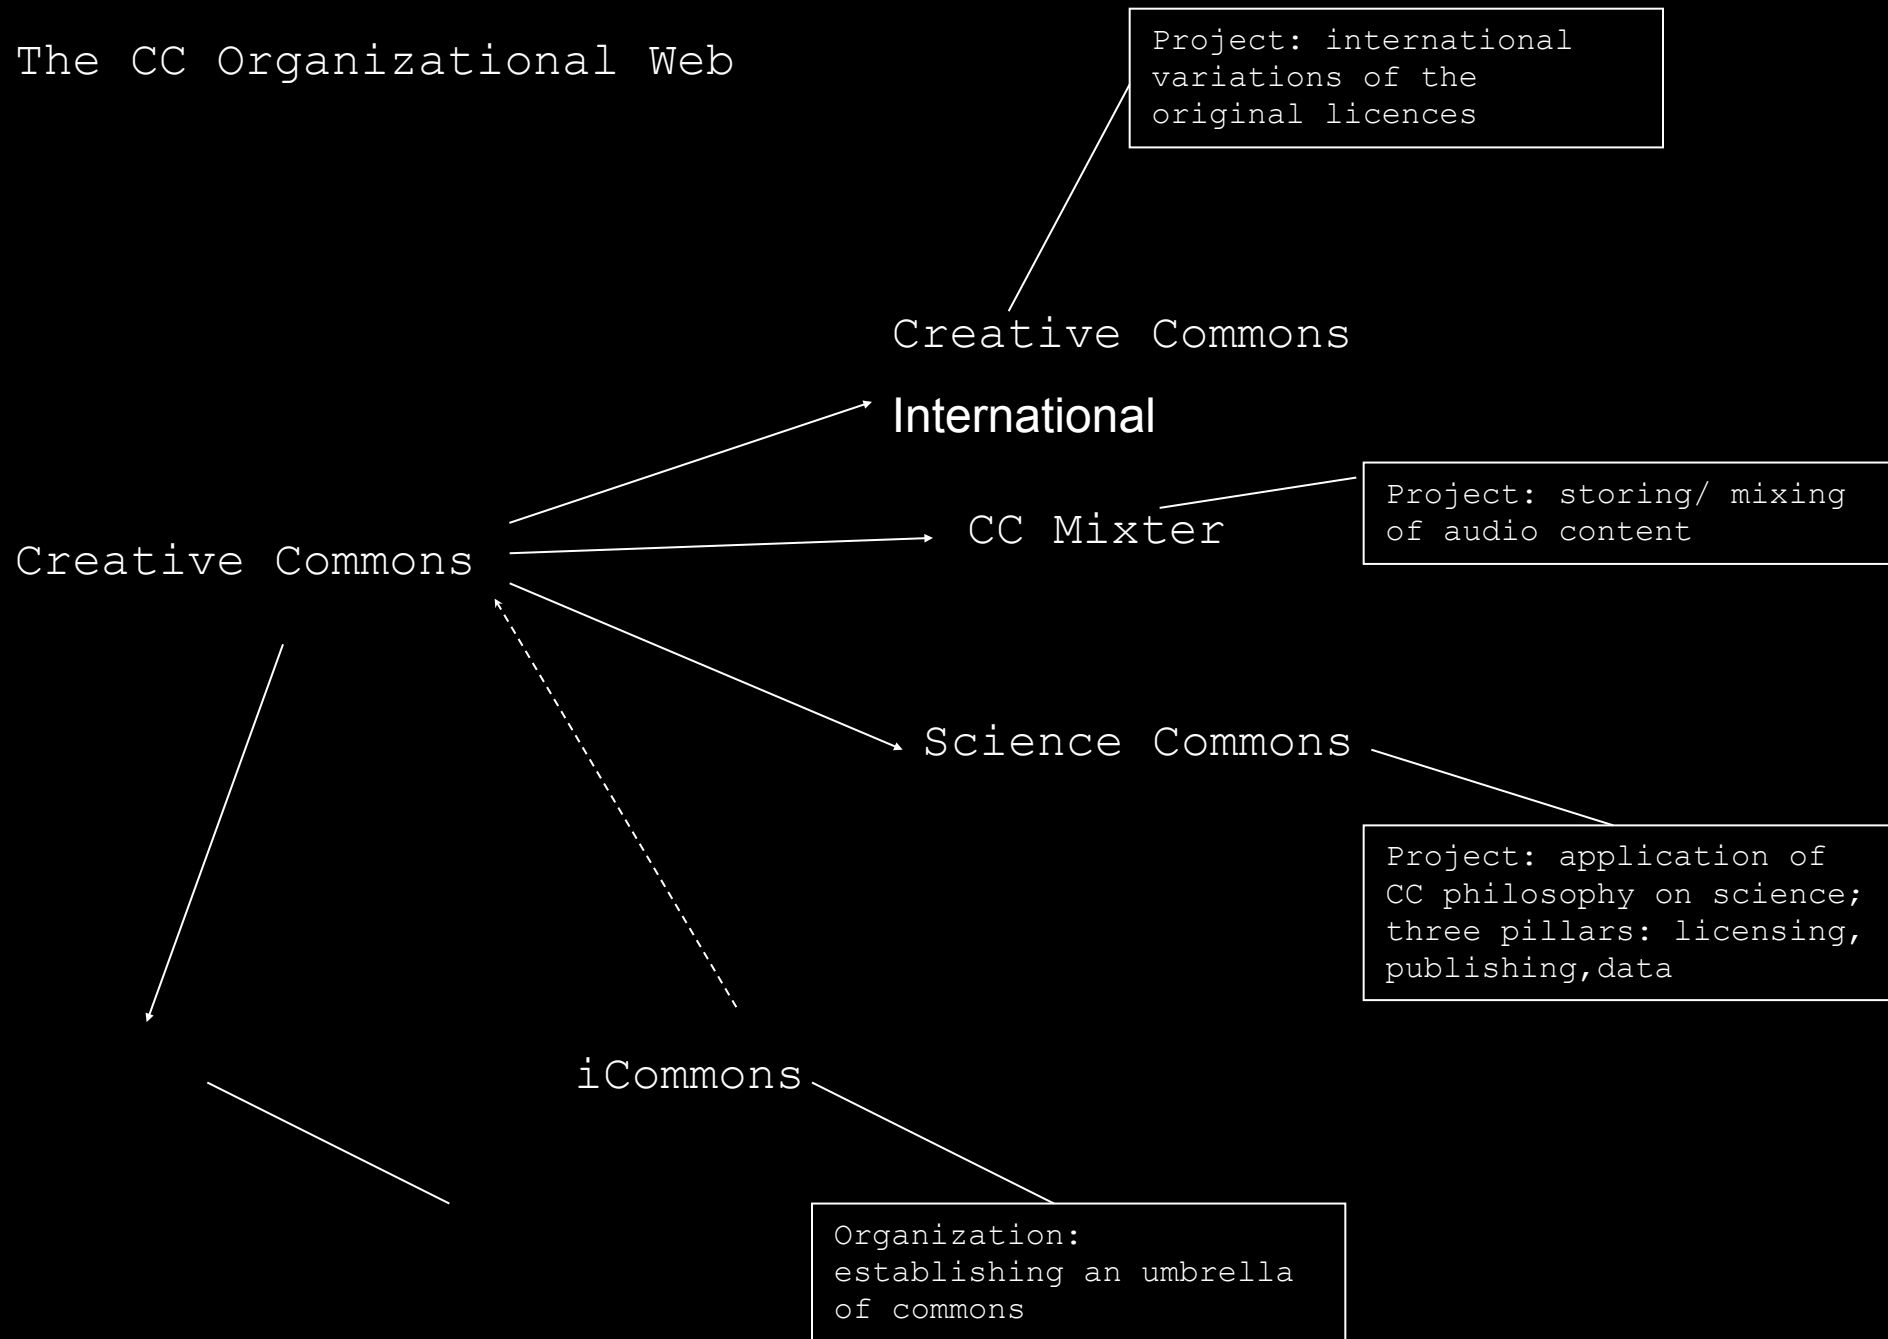 The CC Organizational Web
Project: international
variations of the
original licences
Creative Commons
International
Project: storing/ mixing
of audio content
CC Mixter
Creative Commons
Science Commons
Project: application of
CC philosophy on science;
three pillars: licensing,
publishing,data
iCommons
Organization:
establishing an umbrella
of commons